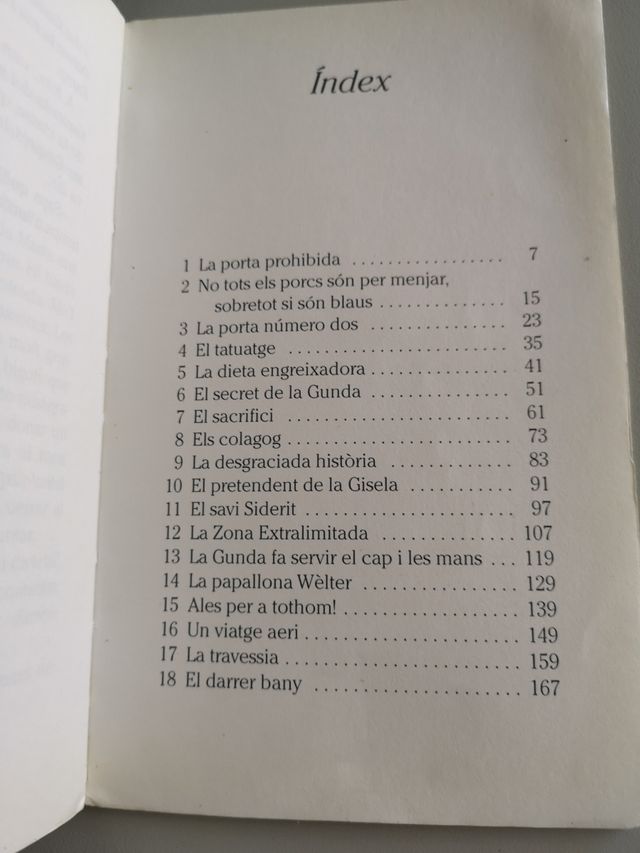 Índex
1 La porta prohibida ................. 7
2 No tots els porcs són per menjar,
sobretot si són blaus .............. 15
3 La porta número dos ............... 23
4 El tatuatge ........................ 35
5 La dieta engreixadora .............. 41
6 El secret de la Gunda .............. 51
7 El sacrifici ........................ 61
8 Els colagog ........................ 73
9 La desgraciada història ............ 83
10 El pretendent de la Gisela ........... 91
11 El savi Siderit ...................... 97
12 La Zona Extralimitada ............. 107
13 La Gunda fa servir el cap i les mans ... 119
14 La papallona Wèlter ................ 129
15 Ales per a tothom! .................. 139
16 Un viatge aeri ...................... 149
17 La travessia ........................ 159
18 El darrer bany ..................... 167